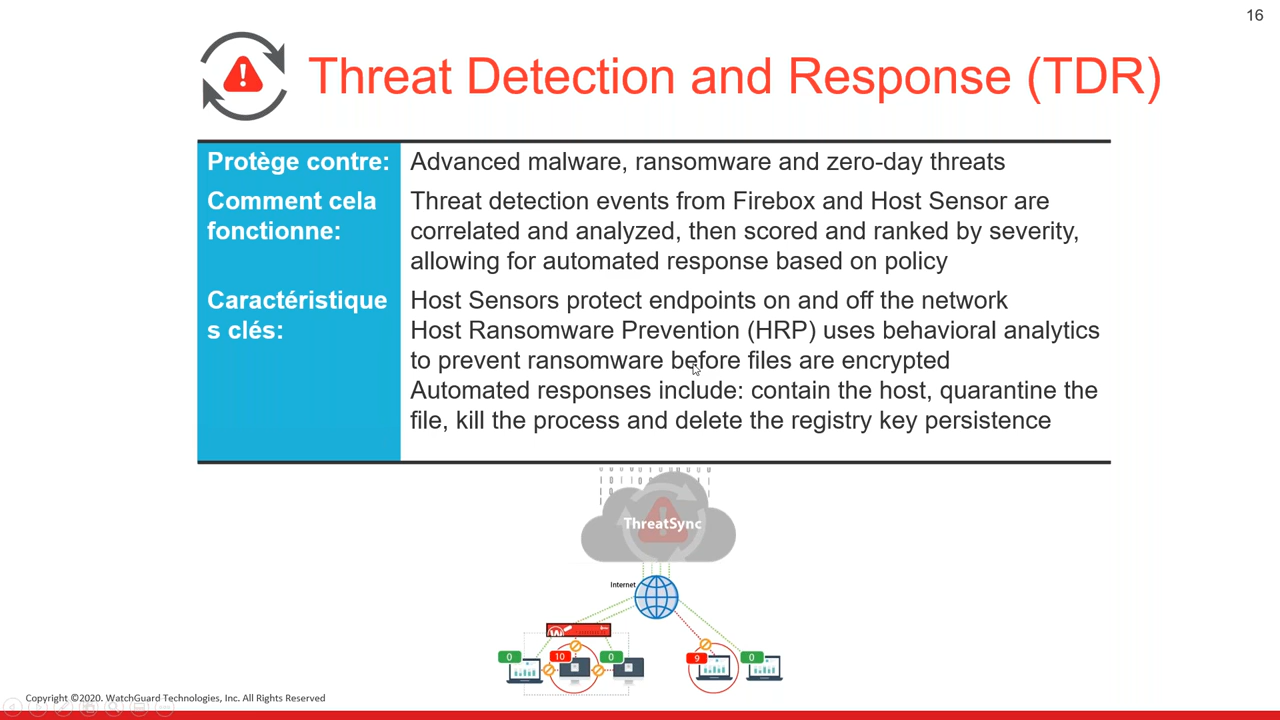 16
Threat Detection and Response (TDR)
Protège contre:
Advanced malware, ransomware and zero-day threats
Comment cela
fonctionne:
Threat detection events from Firebox and Host Sensor are
correlated and analyzed, then scored and ranked by severity,
allowing for automated response based on policy
Caractéristique
s clés:
Host Sensors protect endpoints on and off the network
Host Ransomware Prevention (HRP) uses behavioral analytics
to prevent ransomware before files are encrypted
Automated responses include: contain the host, quarantine the
file, kill the process and delete the registry key persistence
ThreatSync
Internet
0
10
0
9
0
Copyright ©2020. WatchGuard Technologies, Inc. All Rights Reserved